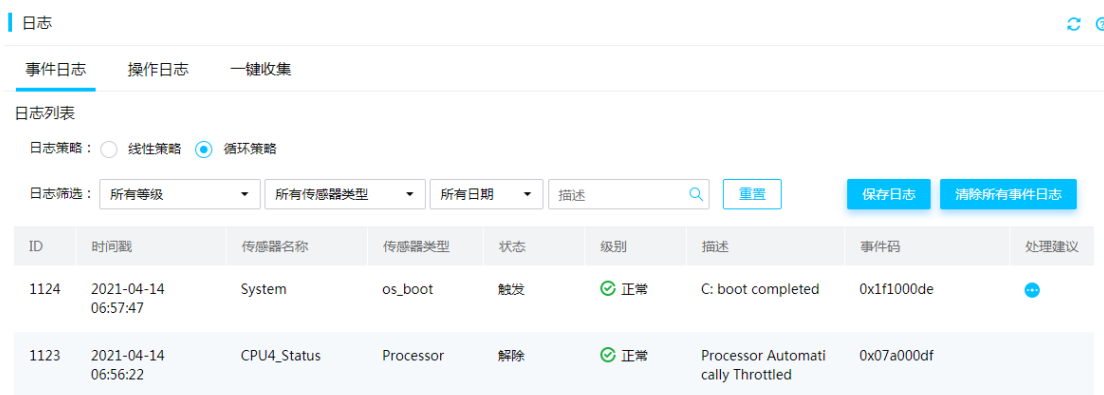 日志
事件日志 操作日志 一键收集
日志列表
日志策略： 线性策略 循环策略
日志筛选： 所有等级 所有传感器类型 所有日期 描述 重置 保存日志 清除所有事件日志
ID 时间戳 传感器名称 传感器类型 状态 级别 描述 事件码 处理建议
1124 2021-04-14 System os_boot 触发 正常 C: boot completed 0x1f1000de
06:57:47
1123 2021-04-14 CPU4_Status Processor 解除 正常 Processor Automati 0x07a000df
06:56:22 cally Throttled